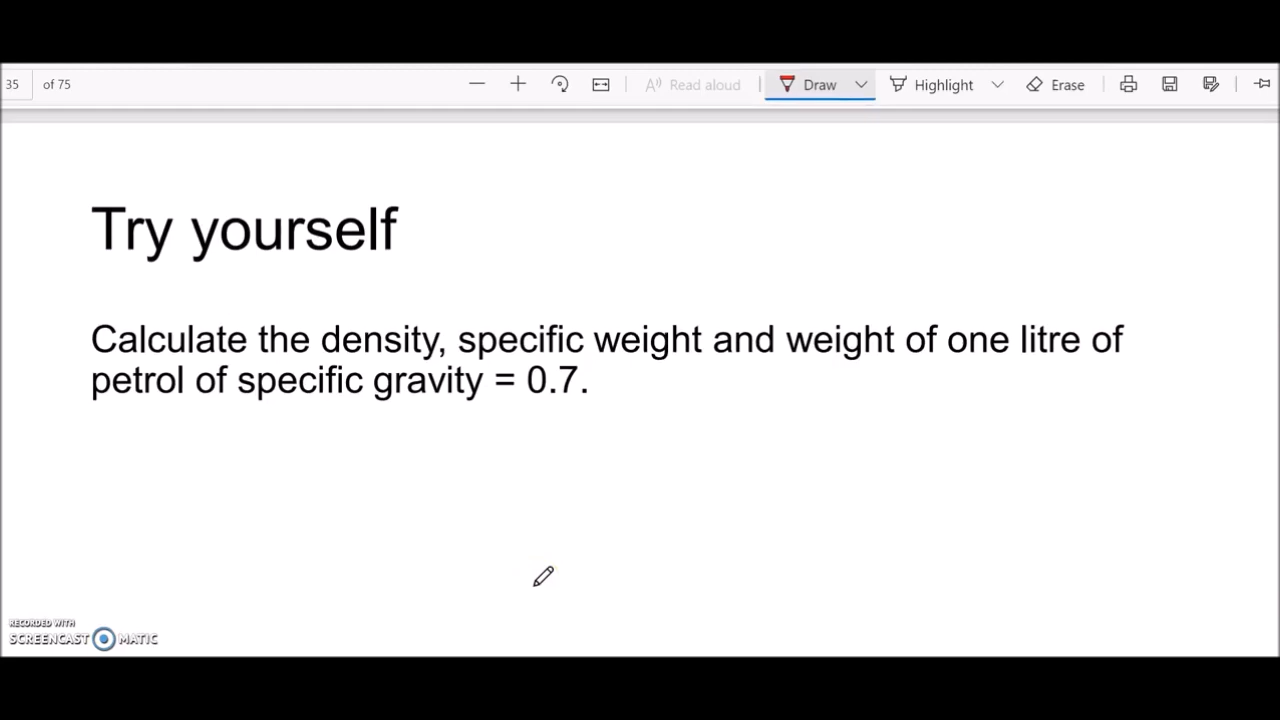 35 of 75 Read aloud Draw Highlight Erase
Try yourself
Calculate the density, specific weight and weight of one litre of
petrol of specific gravity = 0.7.
RECORDED WITH
SCREENCAST MATIC